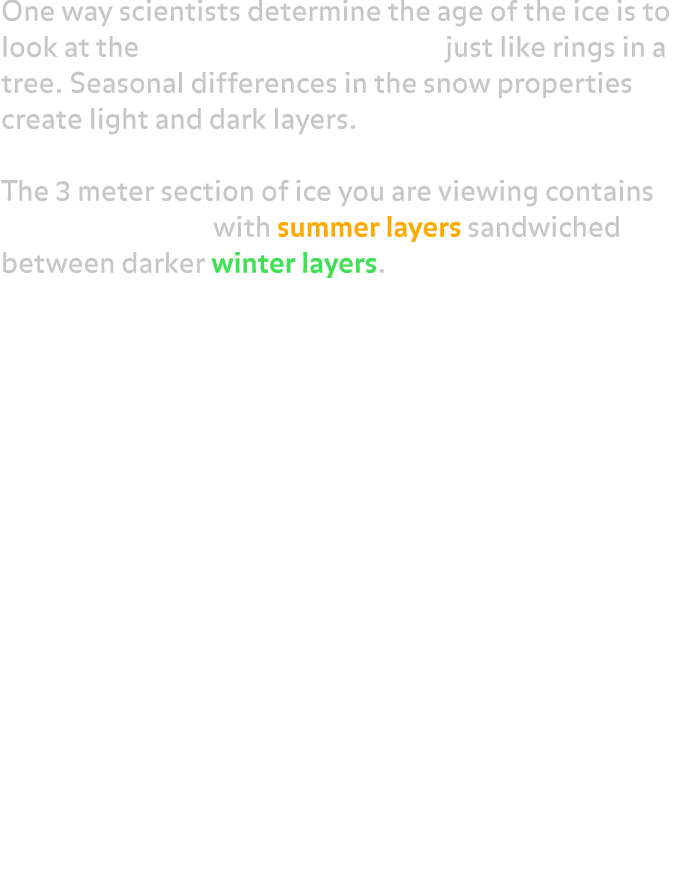 One way scientists determine the age of the ice is to
look at the just like rings in a
tree. Seasonal differences in the snow properties
create light and dark layers.
The 3 meter section of ice you are viewing contains
with summer layers sandwiched
between darker winter layers.